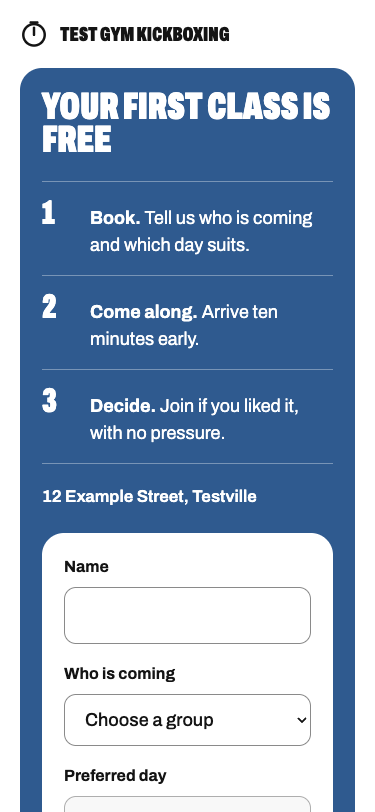 TEST GYM KICKBOXING
YOUR FIRST CLASS IS
FREE
1
Book. Tell us who is coming
and which day suits.
2
Come along. Arrive ten
minutes early.
3
Decide. Join if you liked it,
with no pressure.
12 Example Street, Testville
Name
Who is coming
Choose a group
Preferred day